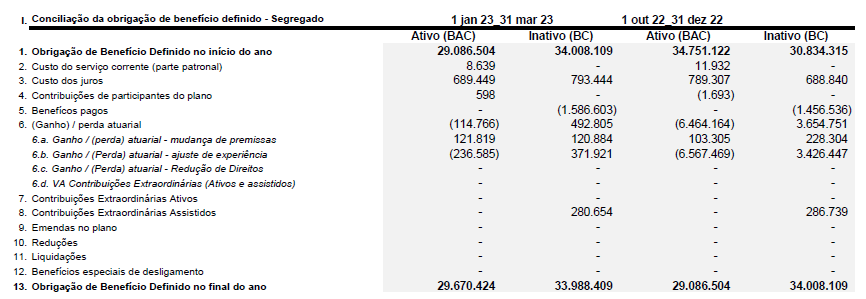 I. Conciliação da obrigação de benefício definido - Segregado 1 jan 23_31 mar 23 1 out 22_31 dez 22
Ativo (BAC) Inativo (BC) Ativo (BAC) Inativo (BC)
1. Obrigação de Benefício Definido no início do ano 29.086.504 34.008.109 34.751.122 30.834.315
2. Custo do serviço corrente (parte patronal) 8.639 - 11.932 -
3. Custo dos juros 689.449 793.444 789.307 688.840
4. Contribuições de participantes do plano 598 - (1.693) -
5. Benefícos pagos - (1.586.603) - (1.456.536)
6. (Ganho) / perda atuarial (114.766) 492.805 (6.464.164) 3.654.751
6.a. Ganho / (perda) atuarial - mudança de premissas 121.819 120.884 103.305 228.304
6.b. Ganho / (Perda) atuarial - ajuste de experiência (236.585) 371.921 (6.567.469) 3.426.447
6.c. Ganho / (Perda) atuarial - Redução de Direitos - - - -
6.d. VA Contribuições Extraordinárias (Ativos e assistidos) - - - -
7. Contribuições Extraordinárias Ativos - - - -
8. Contribuições Extraordinárias Assistidos - 280.654 - 286.739
9. Emendas no plano - - - -
10. Reduções - - - -
11. Liquidações - - - -
12. Benefícios especiais de desligamento - - - -
13. Obrigação de Benefício Definido no final do ano 29.670.424 33.988.409 29.086.504 34.008.109